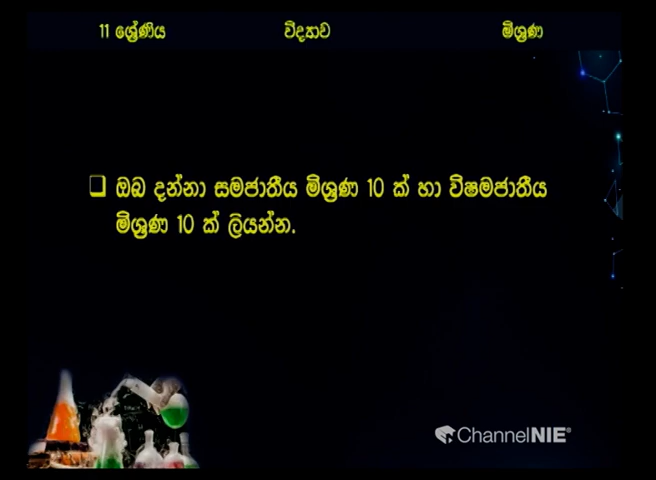 11 ශ්‍රේණිය විද්‍යාව මිශ්‍රණ
ඔබ දන්නා සමජාතීය මිශ්‍රණ 10 ක් හා විෂමජාතීය
මිශ්‍රණ 10 ක් ලියන්න.
ChannelNIE®